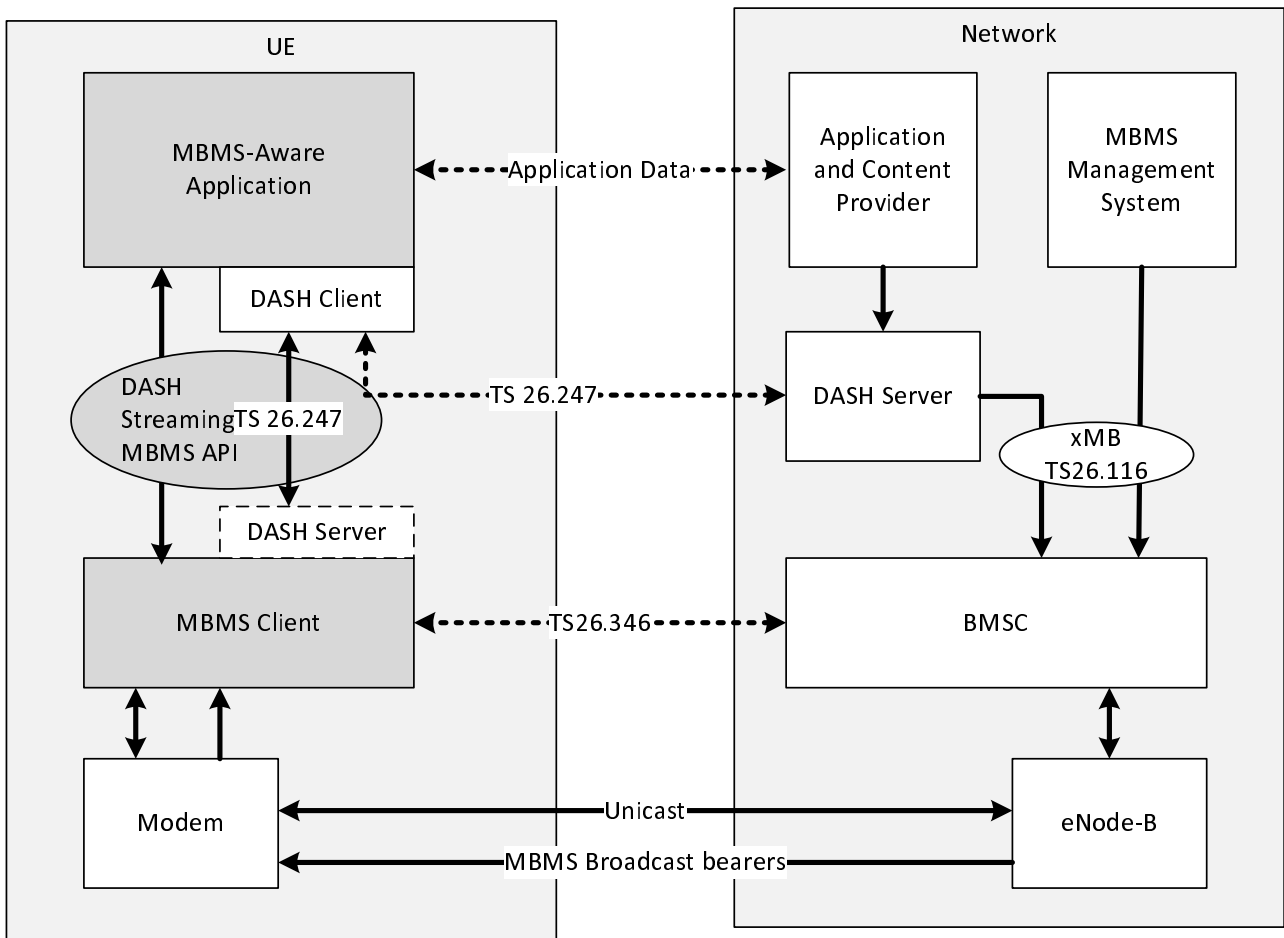 UE
Network
MBMS-Aware
Application
Application Data
Application
and Content
Provider
MBMS
Management
System
DASH Client
DASH
Streaming
MBMS API
TS 26.247
TS 26.247
DASH Server
xMB
TS26.116
DASH Server
MBMS Client
TS26.346
BMSC
Modem
Unicast
MBMS Broadcast bearers
eNode-B